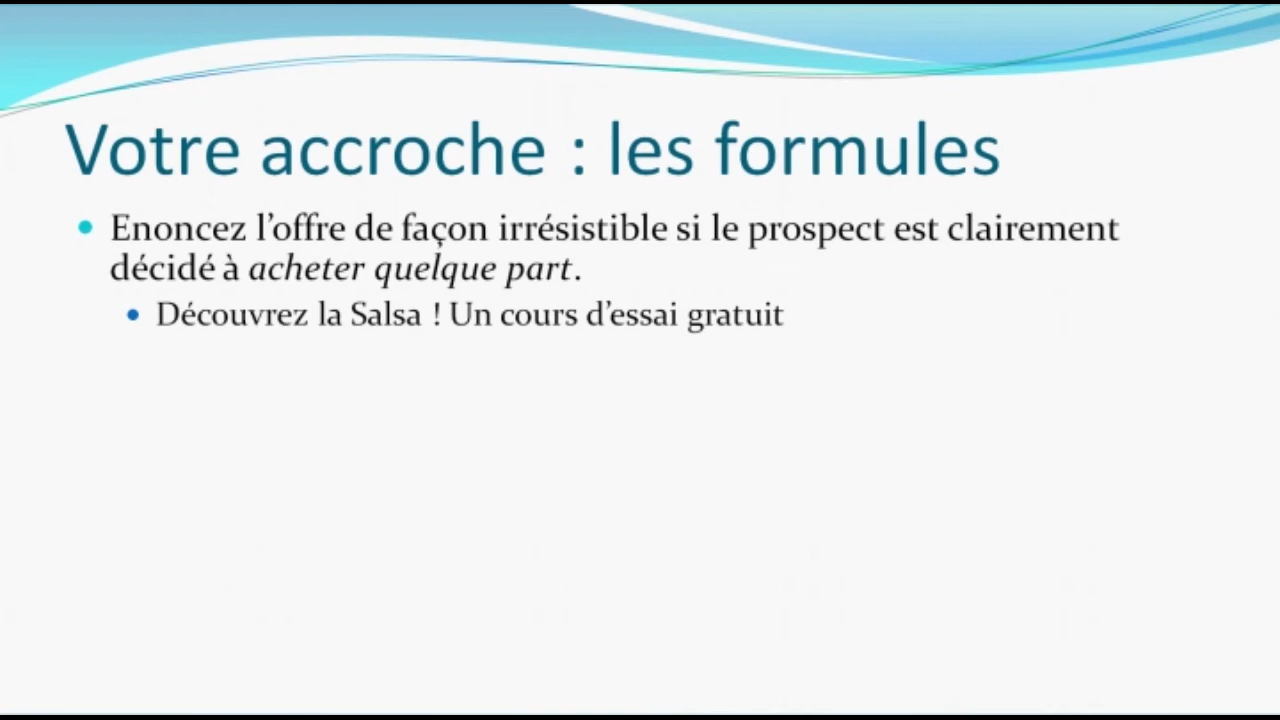 Votre accroche : les formules
Enoncez l’offre de façon irrésistible si le prospect est clairement
décidé à acheter quelque part.
Découvrez la Salsa ! Un cours d’essai gratuit